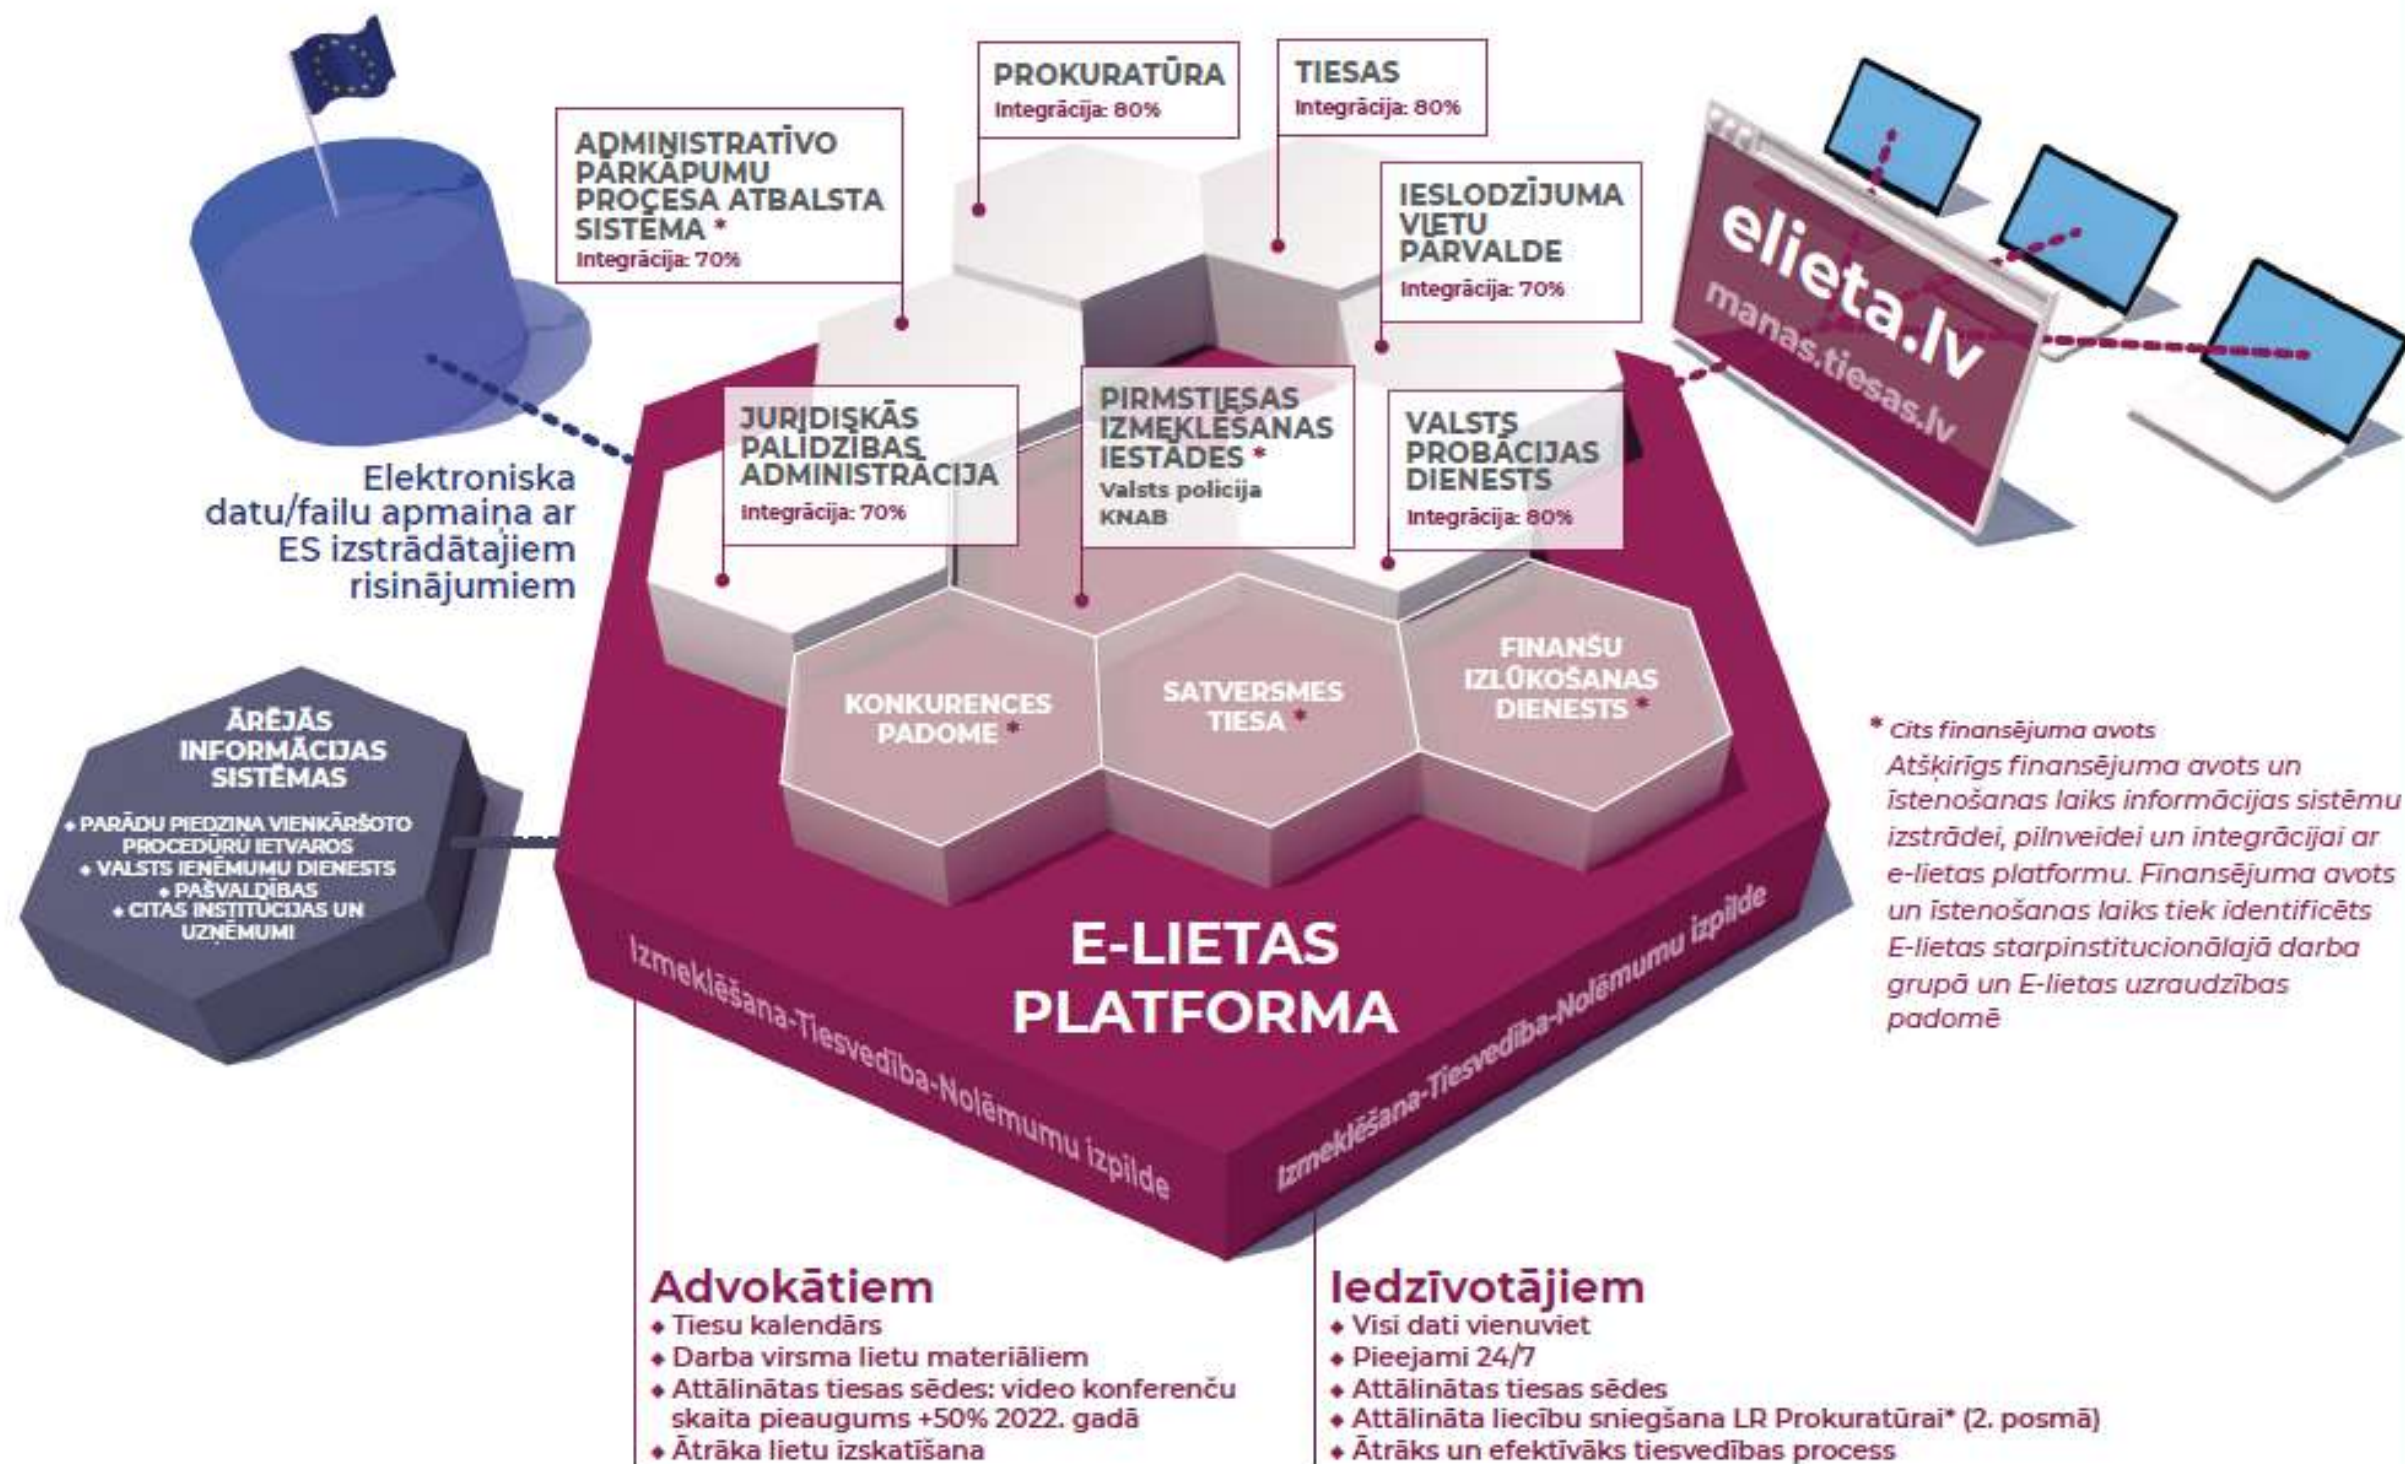 PROKURATŪRA
Integrācija: 80%
TIESAS
Integrācija: 80%
ADMINISTRATĪVO
PĀRKĀPUMU
PROCESA ATBALSTA
SISTĒMA *
Integrācija: 70%
IESLODZĪJUMA
VIETU
PĀRVALDE
Integrācija: 70%
elieta.lv
manas.tiesas.lv
JURIDISKĀS
PALĪDZĪBAS
ADMINISTRĀCIJA
Integrācija: 70%
PIRMSTIESAS
IZMEKLĒŠANAS
IESTĀDES *
Valsts policija
KNAB
VALSTS
PROBĀCIJAS
DIENESTS
Integrācija: 80%
Elektroniska
datu/failu apmaiņa ar
ES izstrādātajiem
risinājumiem
KONKURENCES
PADOME *
SATVERSMES
TIESA *
FINANŠU
IZLŪKOŠANAS
DIENESTS *
ĀRĒJĀS
INFORMĀCIJAS
SISTĒMAS
◆ PARĀDU PIEDZIŅA VIENKĀRŠOTO
PROCEDŪRU IETVAROS
◆ VALSTS IEŅĒMUMU DIENESTS
◆ PAŠVALDĪBAS
◆ CITAS INSTITŪCIJAS UN
UZŅĒMUMI
* Cits finansējuma avots
Atšķirīgs finansējuma avots un
īstenošanas laiks informācijas sistēmu
izstrādei, pilnveidei un integrācijai ar
e-lietas platformu. Finansējuma avots
un īstenošanas laiks tiek identificēts
E-lietas starpinstitucionālajā darba
grupā un E-lietas uzraudzības
padomē
E-LIETAS
PLATFORMA
Izmeklēšana-Tiesvedība-Nolēmumu izpilde
Izmeklēšana-Tiesvedība-Nolēmumu izpilde
Advokātiem
◆ Tiesu kalendārs
◆ Darba virsma lietu materiāliem
◆ Attālinātas tiesas sēdes: video konferenču
skaita pieaugums +50% 2022. gadā
◆ Ātrāka lietu izskatīšana
Iedzīvotājiem
◆ Visi dati vienuviet
◆ Pieejami 24/7
◆ Attālinātas tiesas sēdes
◆ Attālināta liecību sniegšana LR Prokuratūrai* (2. posmā)
◆ Ātrāks un efektīvāks tiesvedības process